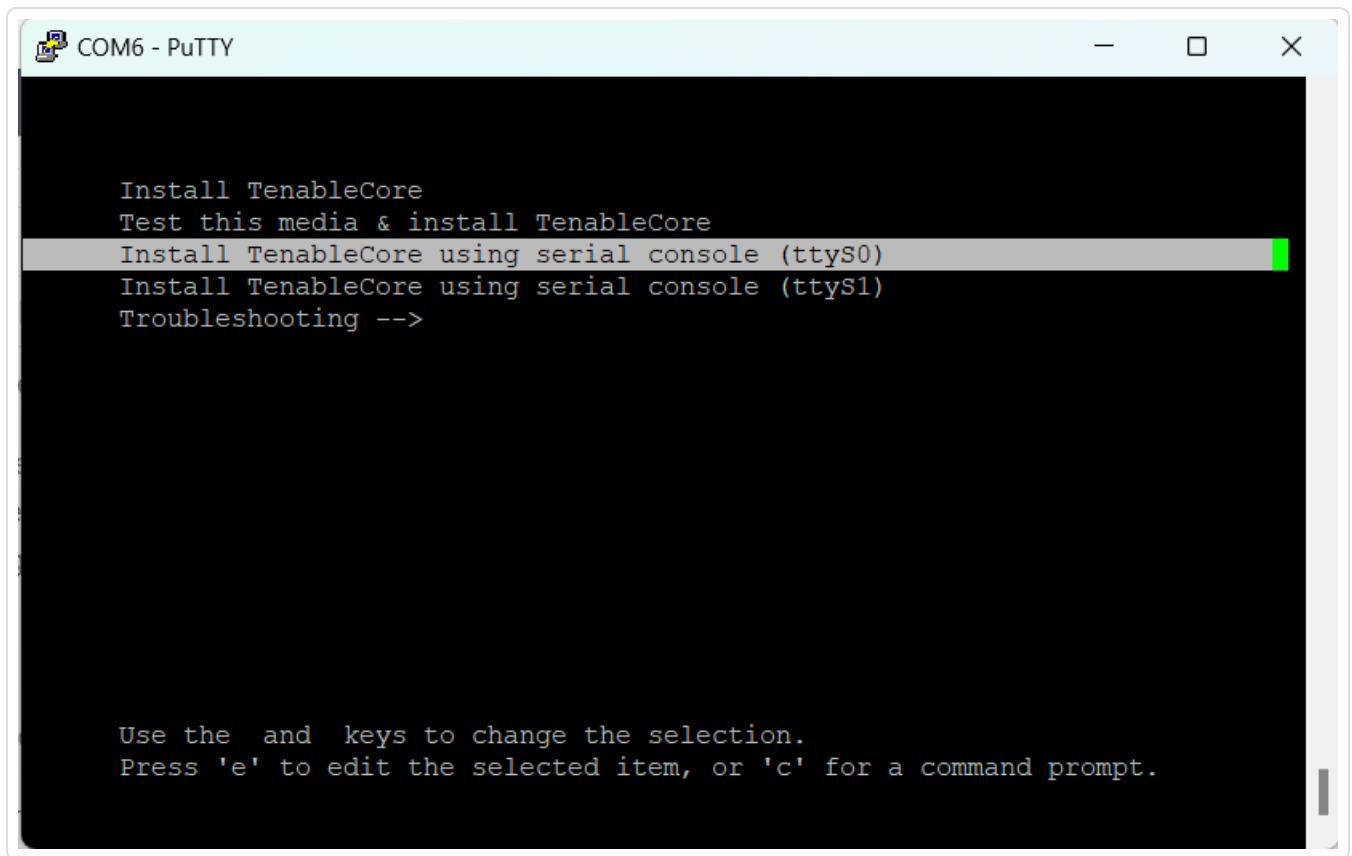 COM6 - PuTTY
Install TenableCore
Test this media & install TenableCore
Install TenableCore using serial console (ttyS0)
Install TenableCore using serial console (ttyS1)
Troubleshooting -->
Use the  and  keys to change the selection.
Press 'e' to edit the selected item, or 'c' for a command prompt.